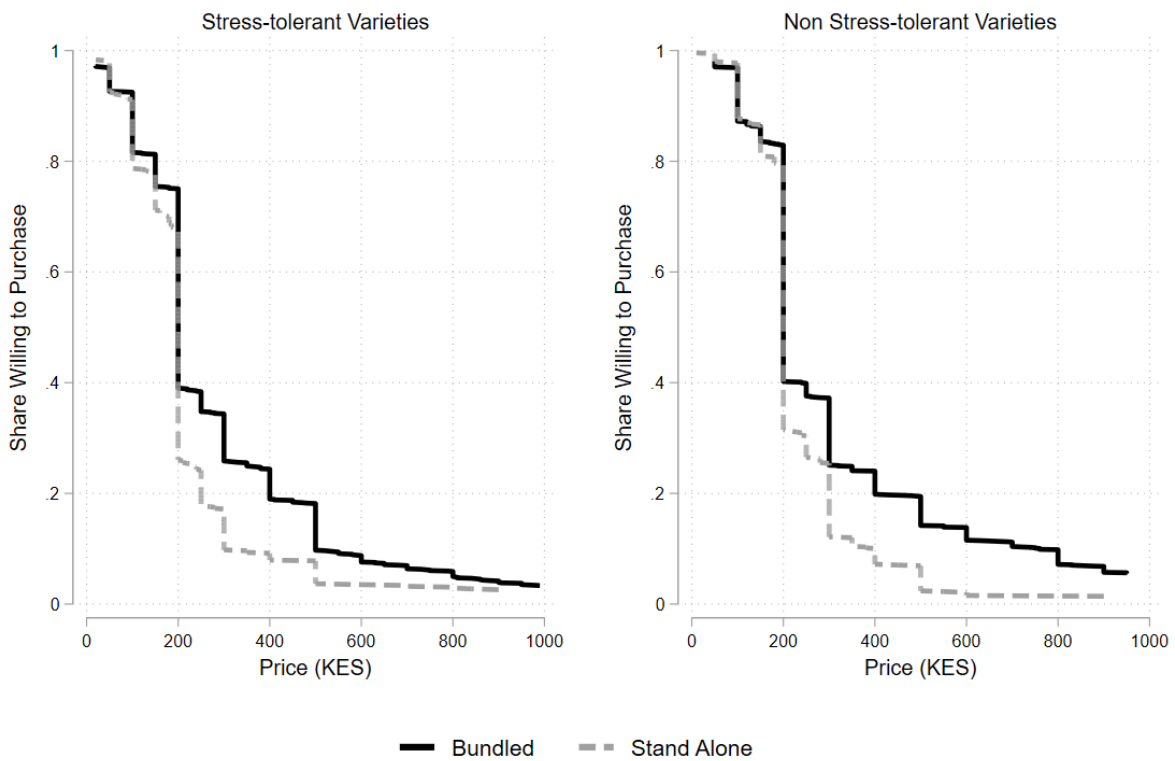 Stress-tolerant Varieties
Share Willing to Purchase
1
.8
.6
.4
.2
0
0 200 400 600 800 1000
Price (KES)
Non Stress-tolerant Varieties
Share Willing to Purchase
1
.8
.6
.4
.2
0
0 200 400 600 800 1000
Price (KES)
Bundled Stand Alone